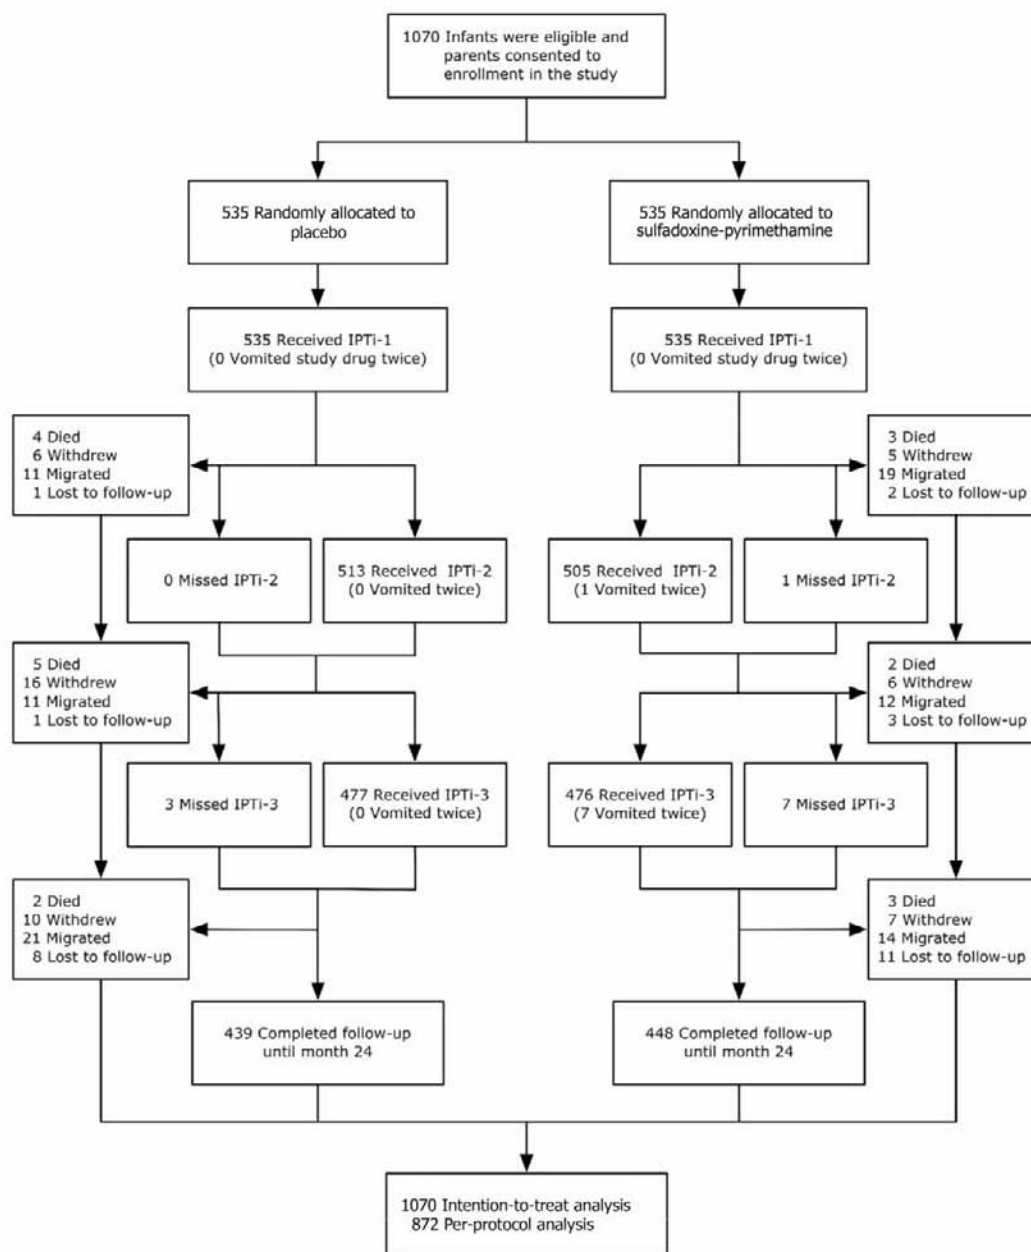 1070 Infants were eligible and
parents consented to
enrollment in the study
535 Randomly allocated to
placebo
535 Randomly allocated to
sulfadoxine-pyrimethamine
535 Received IPTi-1
(0 Vomited study drug twice)
535 Received IPTi-1
(0 Vomited study drug twice)
4 Died
6 Withdrew
11 Migrated
1 Lost to follow-up
3 Died
5 Withdrew
19 Migrated
2 Lost to follow-up
0 Missed IPTi-2
513 Received IPTi-2
(0 Vomited twice)
505 Received IPTi-2
(1 Vomited twice)
1 Missed IPTi-2
5 Died
16 Withdrew
11 Migrated
1 Lost to follow-up
2 Died
6 Withdrew
12 Migrated
3 Lost to follow-up
3 Missed IPTi-3
477 Received IPTi-3
(0 Vomited twice)
476 Received IPTi-3
(7 Vomited twice)
7 Missed IPTi-3
2 Died
10 Withdrew
21 Migrated
8 Lost to follow-up
3 Died
7 Withdrew
14 Migrated
11 Lost to follow-up
439 Completed follow-up
until month 24
448 Completed follow-up
until month 24
1070 Intention-to-treat analysis
872 Per-protocol analysis